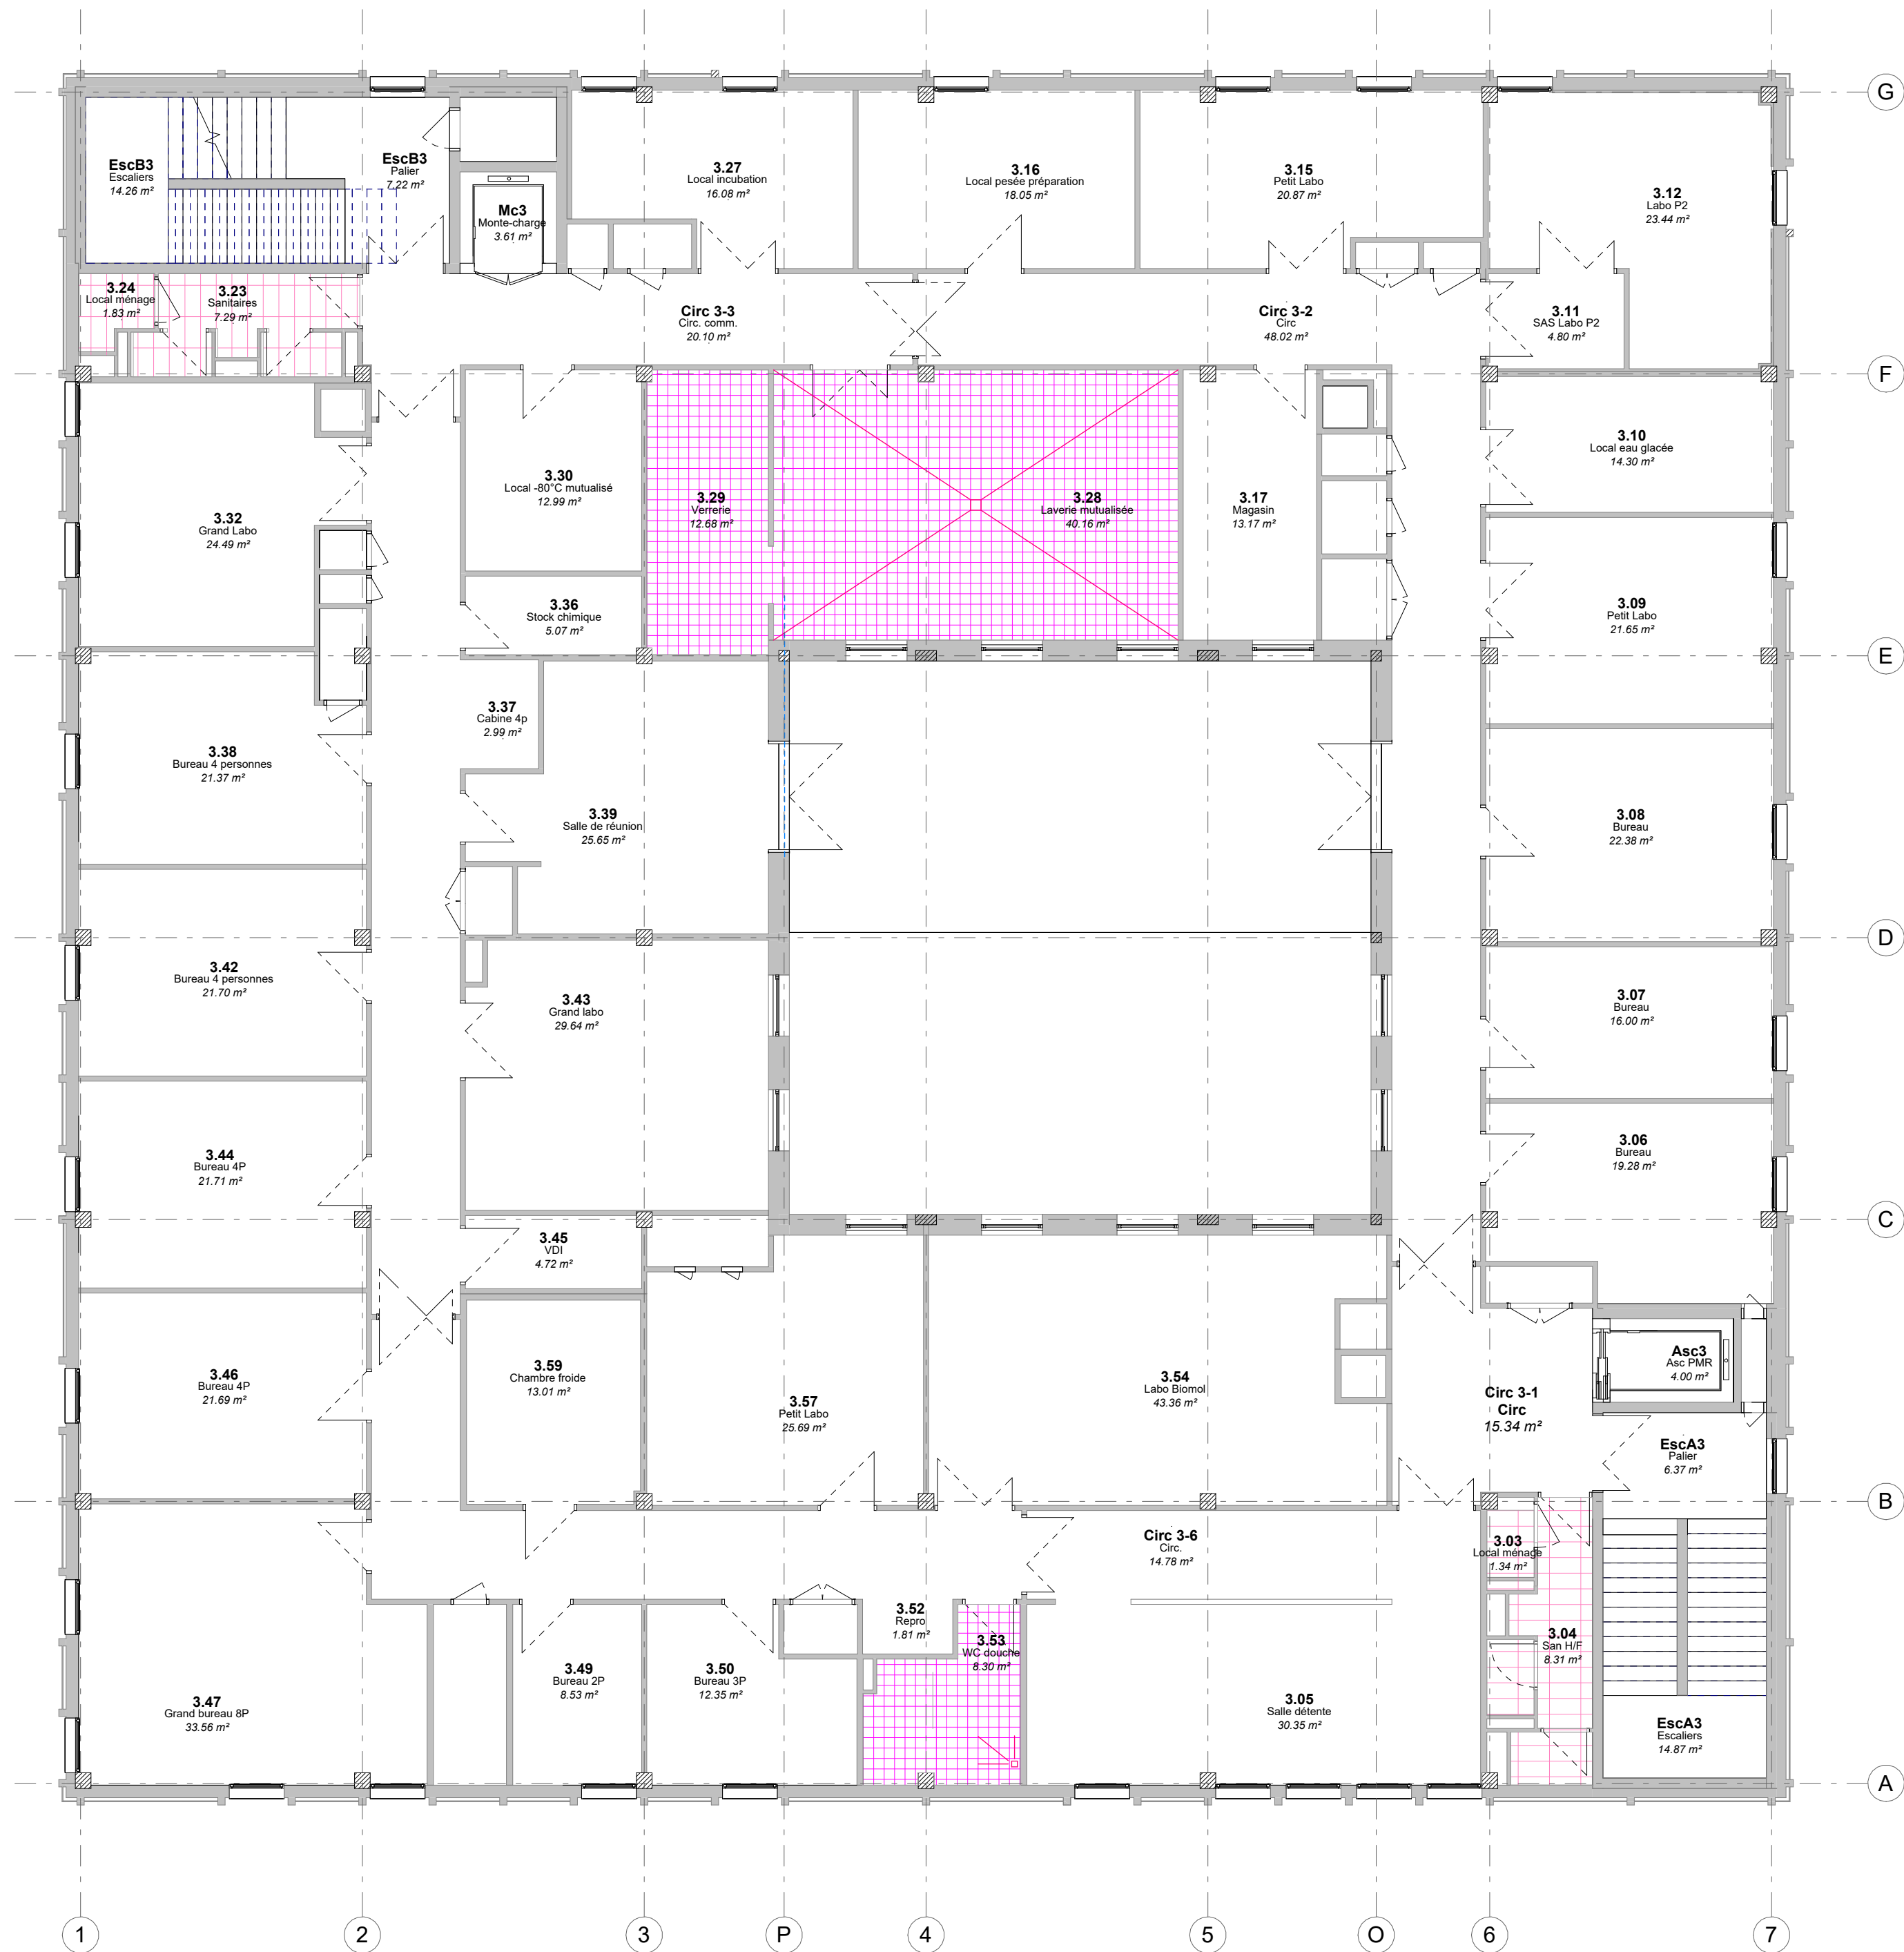 G
EscB3
Escaliers
14.26 m²
EscB3
Palier
7.22 m²
Mc3
Monte-charge
3.61 m²
3.27
Local incubation
16.08 m²
3.16
Local pesée préparation
18.05 m²
3.15
Petit Labo
20.87 m²
3.12
Labo P2
23.44 m²
3.24
Local ménage
1.83 m²
3.23
Sanitaires
7.29 m²
Circ 3-3
Circ. comm.
20.10 m²
Circ 3-2
Circ
48.02 m²
3.11
SAS Labo P2
4.80 m²
F
3.32
Grand Labo
24.49 m²
3.30
Local -80°C mutualisé
12.99 m²
3.29
Verrerie
12.68 m²
3.28
Laverie mutualisée
40.16 m²
3.17
Magasin
13.17 m²
3.10
Local eau glacée
14.30 m²
3.36
Stock chimique
5.07 m²
3.09
Petit Labo
21.65 m²
E
3.37
Cabine 4p
2.99 m²
3.38
Bureau 4 personnes
21.37 m²
3.39
Salle de réunion
25.65 m²
3.08
Bureau
22.38 m²
D
3.42
Bureau 4 personnes
21.70 m²
3.43
Grand labo
29.64 m²
3.07
Bureau
16.00 m²
3.44
Bureau 4P
21.71 m²
3.06
Bureau
19.28 m²
C
3.45
VDI
4.72 m²
3.46
Bureau 4P
21.69 m²
3.59
Chambre froide
13.01 m²
3.57
Petit Labo
25.69 m²
3.54
Labo Biomol
43.36 m²
Circ 3-1
Circ
15.34 m²
Asc3
Asc PMR
4.00 m²
EscA3
Palier
6.37 m²
B
Circ 3-6
Circ.
14.78 m²
3.03
Local ménage
1.34 m²
3.52
Repro
1.81 m²
3.53
WC douche
8.30 m²
3.04
San H/F
8.31 m²
3.47
Grand bureau 8P
33.56 m²
3.49
Bureau 2P
8.53 m²
3.50
Bureau 3P
12.35 m²
3.05
Salle détente
30.35 m²
EscA3
Escaliers
14.87 m²
A
1
2
3
P
4
5
O
6
7